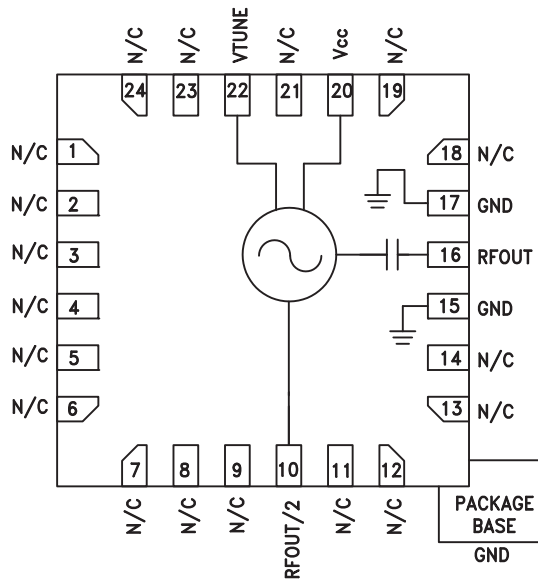 N/C
N/C
VTUNE
N/C
Vcc
N/C
24
23
22
21
20
19
N/C 1
N/C 2
N/C 3
N/C 4
N/C 5
N/C 6
18 N/C
17 GND
16 RFOUT
15 GND
14 N/C
13 N/C
7
8
9
10
11
12
N/C
N/C
N/C
RFOUT/2
N/C
N/C
PACKAGE
BASE
GND